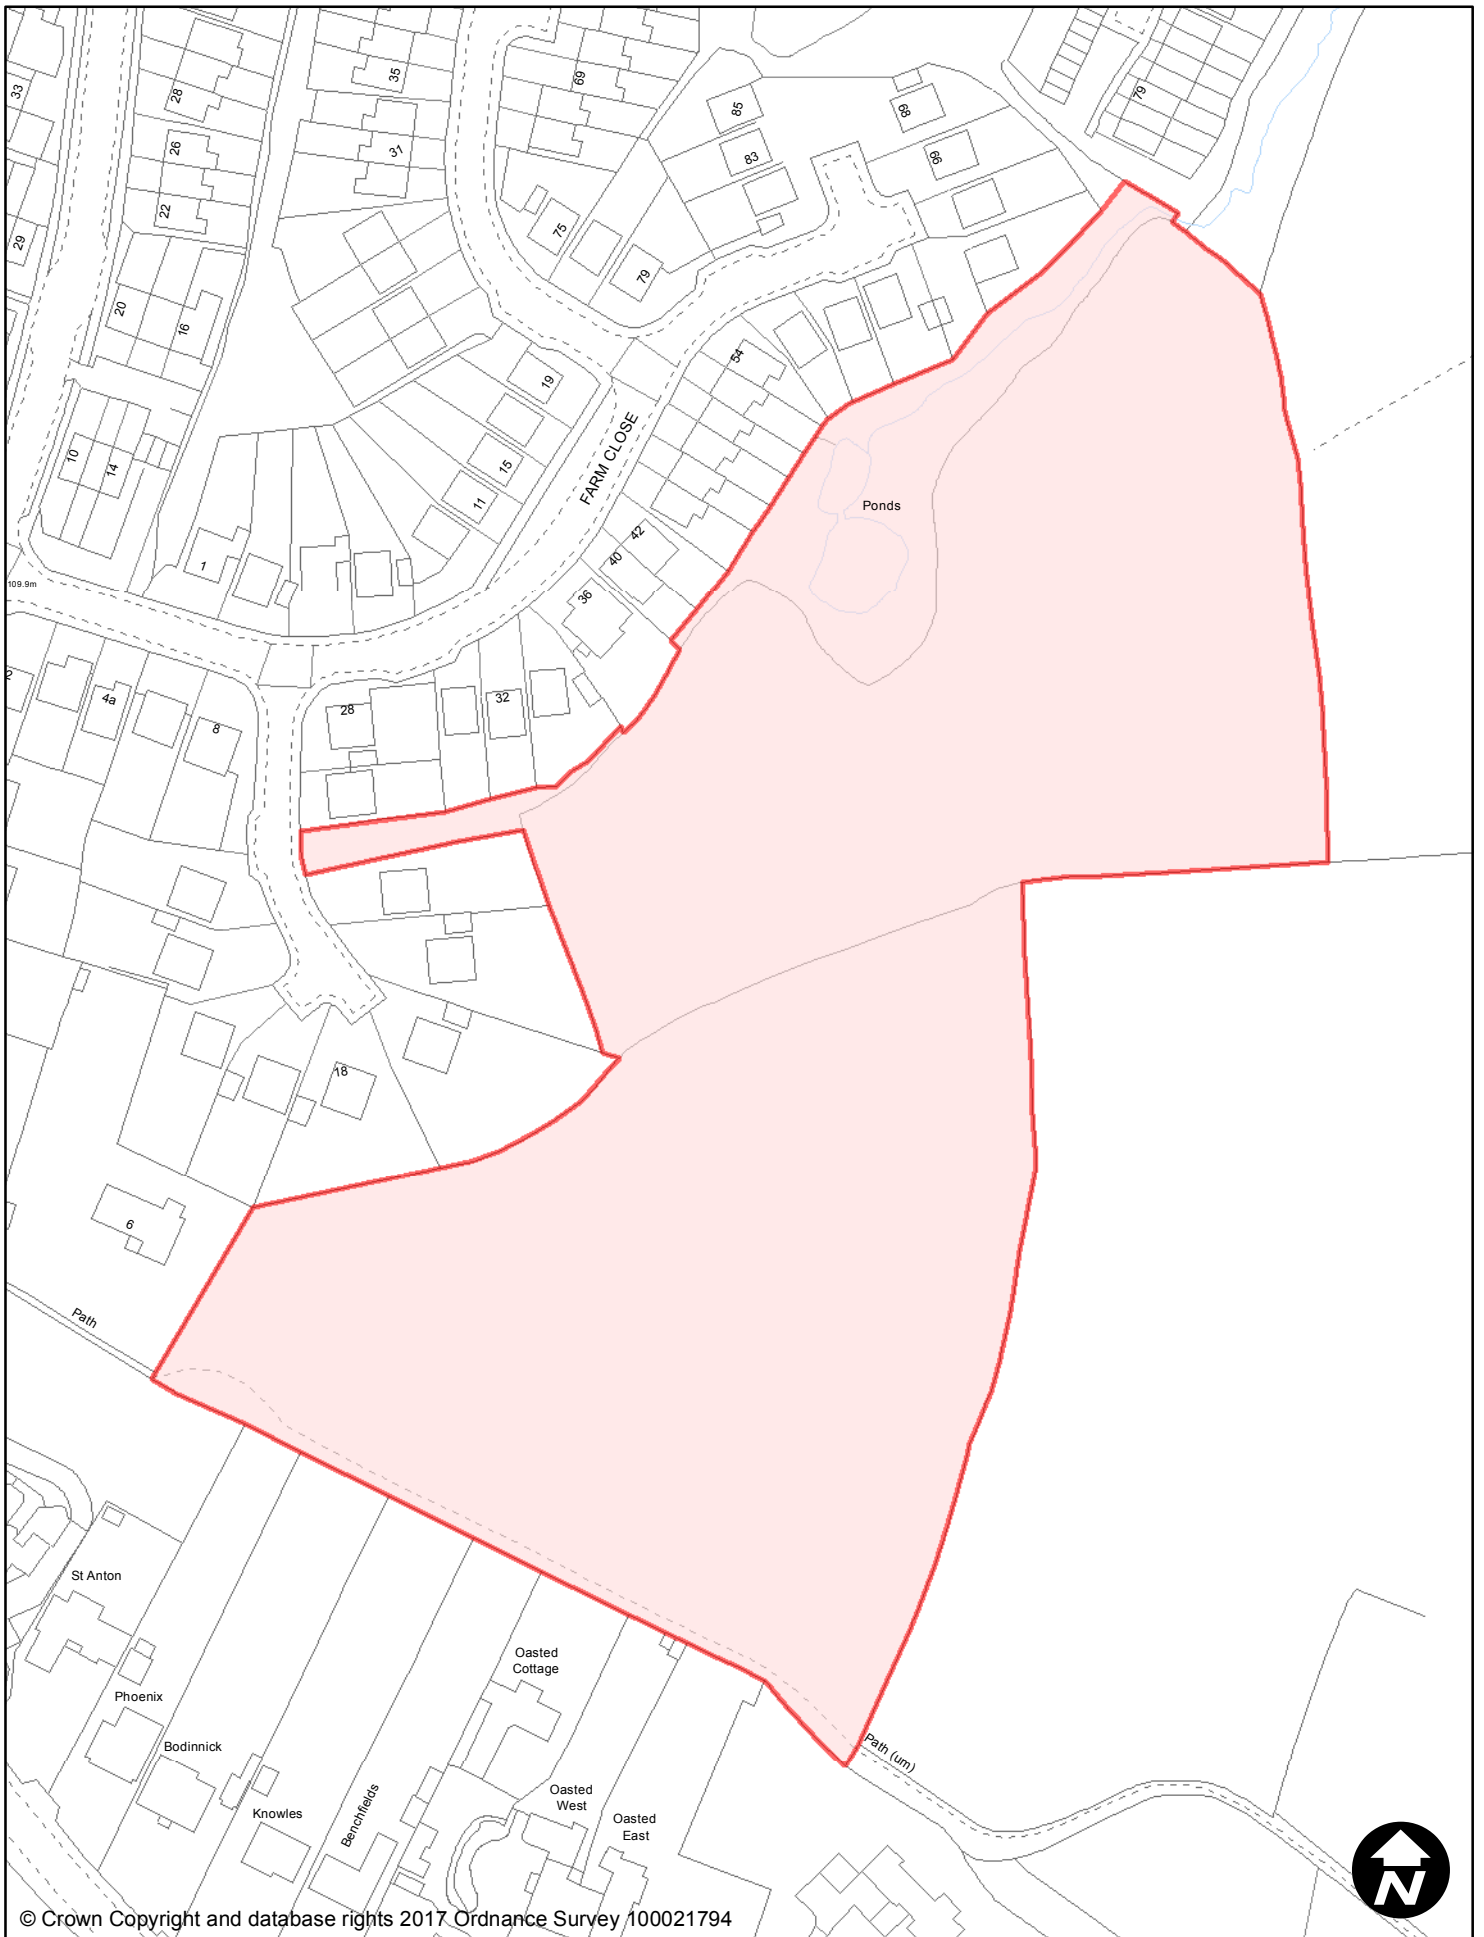 33
28
35
69
85
68
79
26
31
83
66
22
75
29
79
20
16
54
19
FARM CLOSE
10
14
15
11
Ponds
42
40
1
109.9m
36
2
4a
28
32
8
18
6
Path
St Anton
Oasted
Cottage
Phoenix
Path (um)
Bodinnick
Oasted
West
Knowles
Benchfields
Oasted
East
N
© Crown Copyright and database rights 2017 Ordnance Survey 100021794